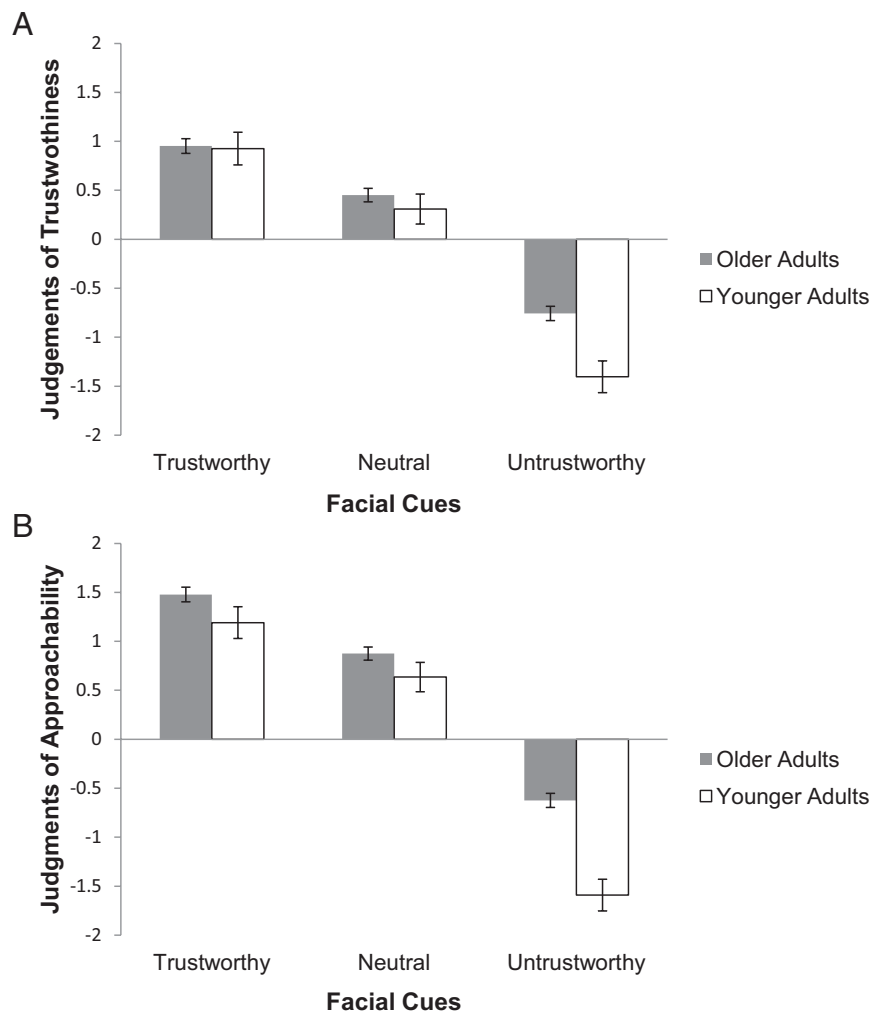 A
Judgements of Trustwothiness
2
1.5
1
0.5
0
-0.5
-1
-1.5
-2
Trustworthy Neutral Untrustworthy
Facial Cues
Older Adults
Younger Adults
B
Judgments of Approachability
2
1.5
1
0.5
0
-0.5
-1
-1.5
-2
Trustworthy Neutral Untrustworthy
Facial Cues
Older Adults
Younger Adults